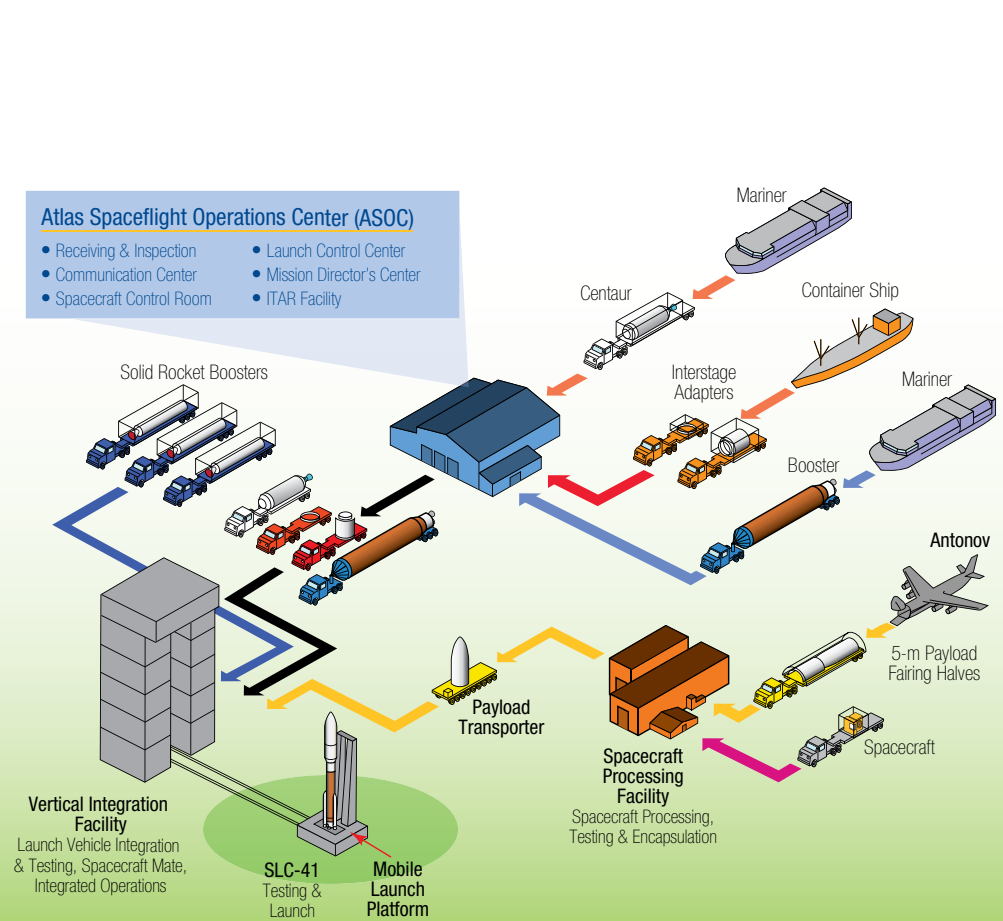 Atlas Spaceflight Operations Center (ASOC)
• Receiving & Inspection
• Communication Center
• Spacecraft Control Room
• Launch Control Center
• Mission Director's Center
• ITAR Facility
Mariner
Centaur
Container Ship
Interstage
Adapters
Mariner
Solid Rocket Boosters
Booster
Antonov
5-m Payload
Fairing Halves
Payload
Transporter
Spacecraft
Spacecraft
Processing
Facility
Spacecraft Processing,
Testing & Encapsulation
Vertical Integration
Facility
Launch Vehicle Integration
& Testing, Spacecraft Mate,
Integrated Operations
SLC-41
Testing &
Launch
Mobile
Launch
Platform